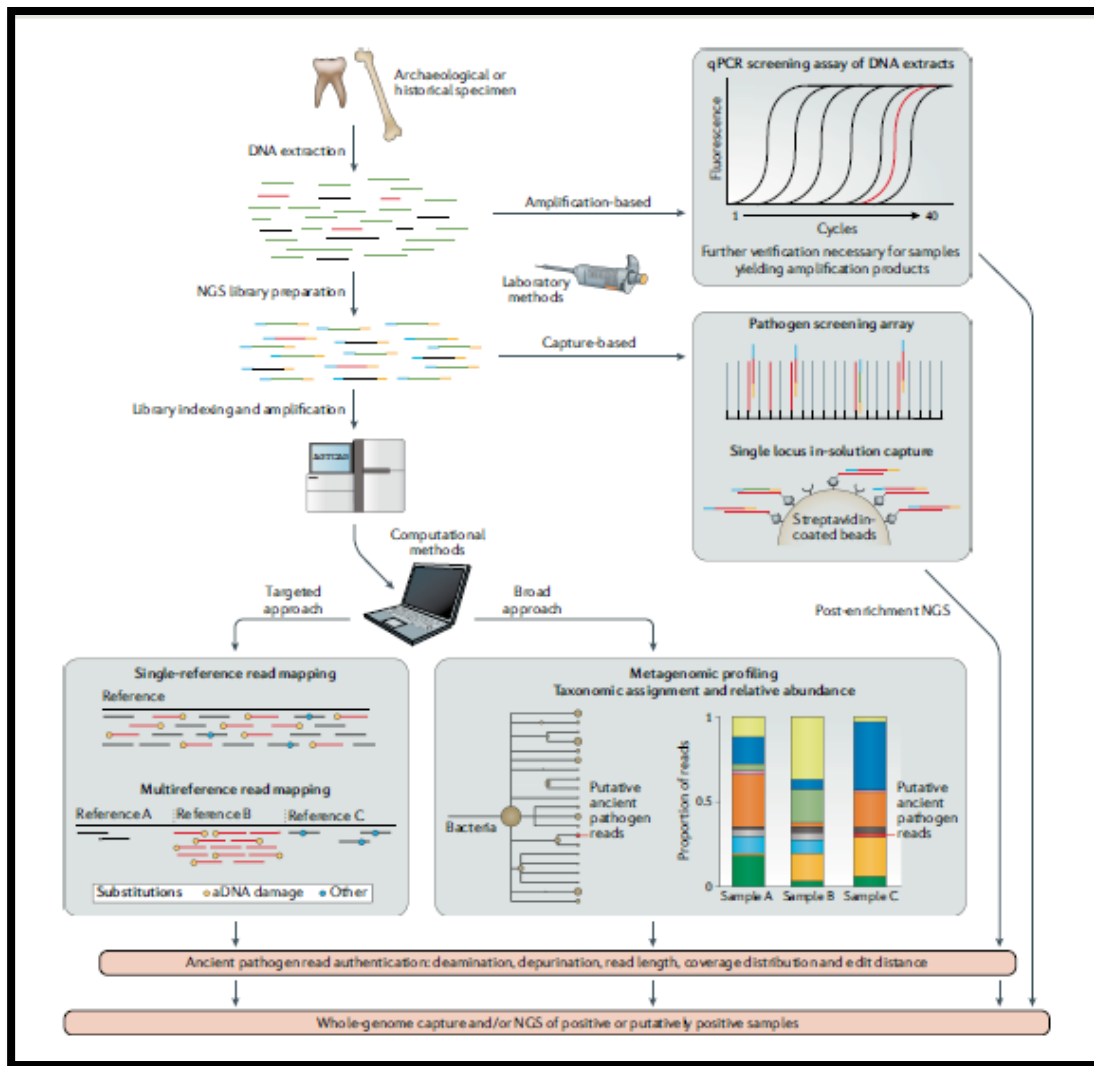 Archaeological or
historical specimen
DNA extraction
Amplification-based
qPCR screening assay of DNA extracts
Fluorescence
1
40
Cycles
Further verification necessary for samples
yielding amplification products
NGS library preparation
Laboratory
methods
Capture-based
Pathogen screening array
Single locus in-solution capture
Streptavidin-
coated beads
Library indexing and amplification
Computational
methods
Targeted
approach
Broad
approach
Post-enrichment NGS
Single-reference read mapping
Reference
Multireference read mapping
Reference A
Reference B
Reference C
Substitutions
aDNA damage
Other
Metagenomic profiling
Taxonomic assignment and relative abundance
Bacteria
Putative
ancient
pathogen
reads
Proportion of reads
1
0.5
0
Sample A
Sample B
Sample C
Putative
ancient
pathogen
reads
Ancient pathogen read authentication: deamination, depurination, read length, coverage distribution and edit distance
Whole-genome capture and/or NGS of positive or putatively positive samples